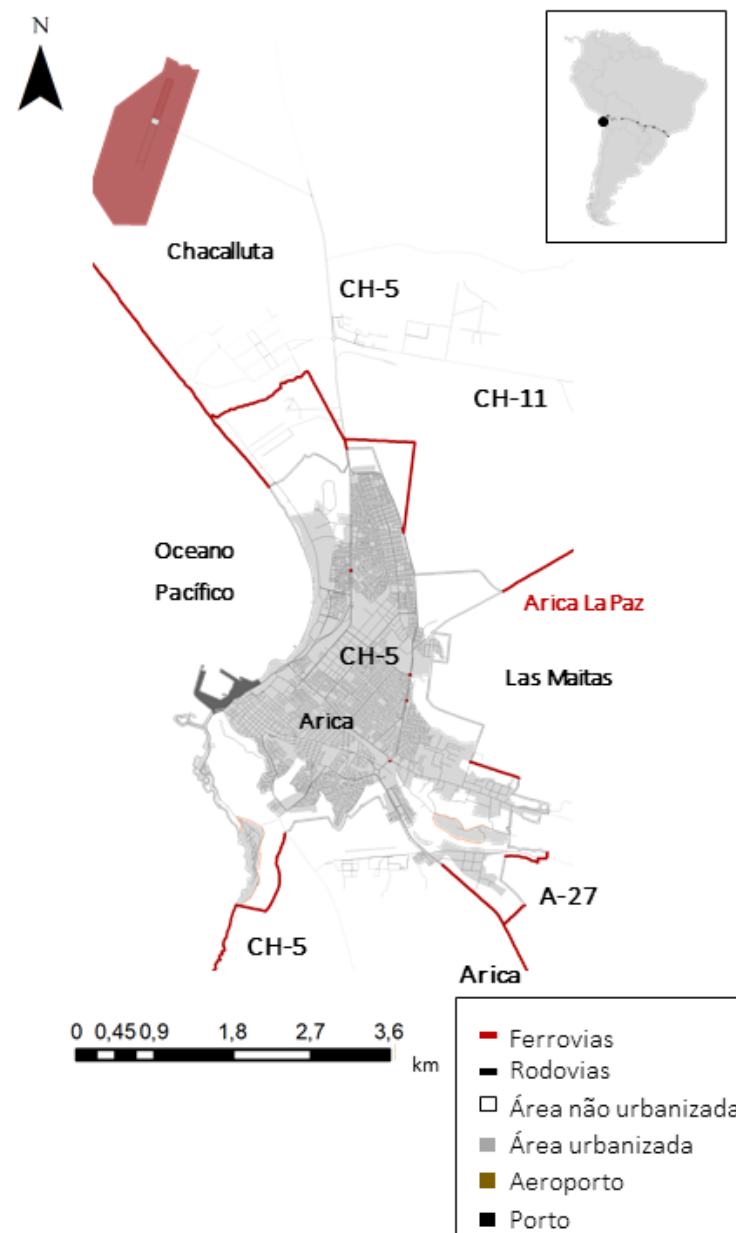 N
Chacalluta
CH-5
CH-11
Oceano
Pacífico
Arica La Paz
CH-5
Las Maitas
Arica
A-27
CH-5
Arica
0 0,45 0,9 1,8 2,7 3,6
km
Ferrovias
Rodovias
Área não urbanizada
Área urbanizada
Aeroporto
Porto